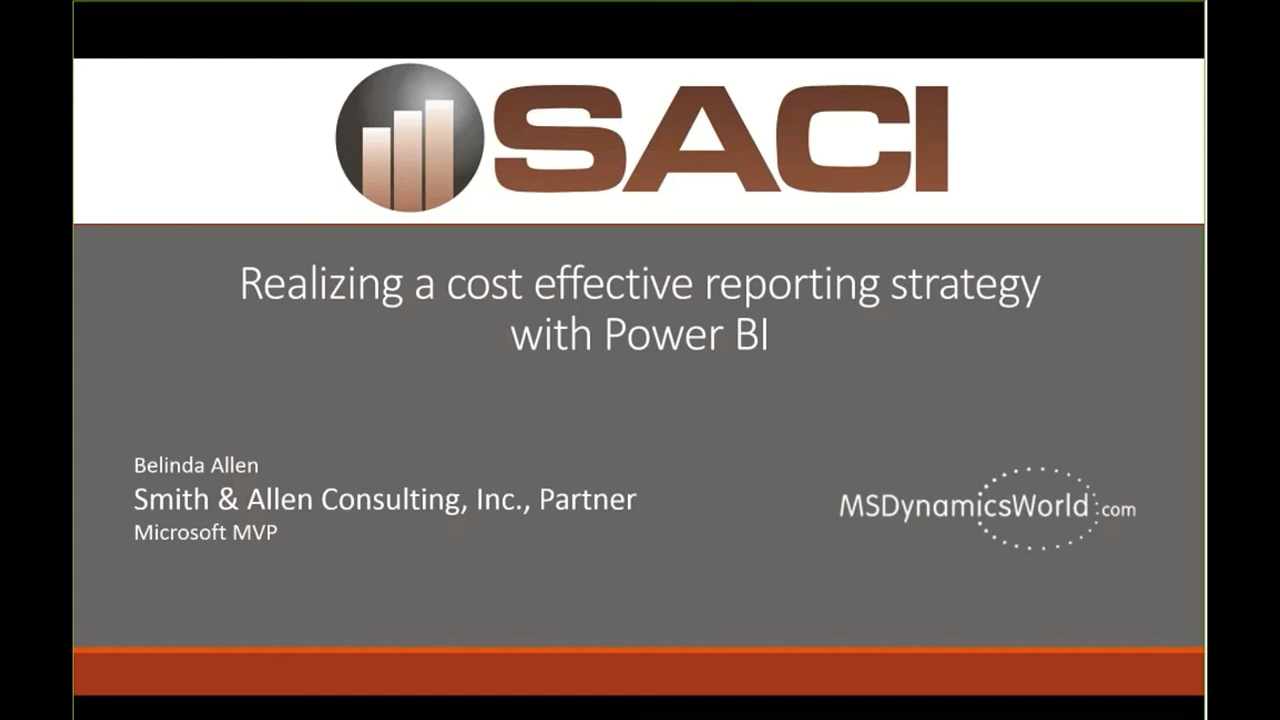 SACI
Realizing a cost effective reporting strategy
with Power BI
Belinda Allen
Smith & Allen Consulting, Inc., Partner
Microsoft MVP
MSDynamicsWorld.com